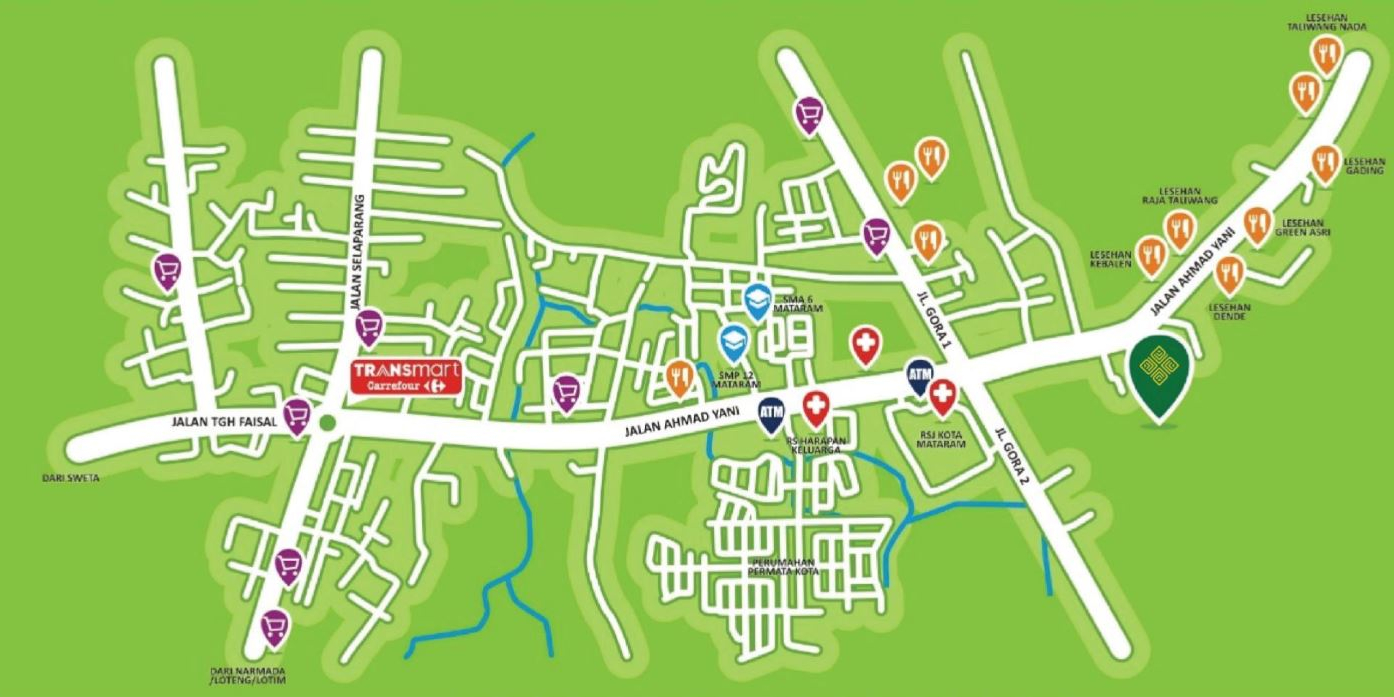 LESEHAN
TALIWANG NADA
LESEHAN
GADING
LESEHAN
RAJA TALIWANG
LESEHAN
GREEN ASRI
LESEHAN
KEBALEN
JALAN AHMAD YANI
LESEHAN
DENDE
JALAN SELAPARANG
SMA 6
MATARAM
JL. GORA 1
TRANSmart
Carrefour
SMP 12
MATARAM
ATM
JALAN TGH FAISAL
JALAN AHMAD YANI
ATM
RS HARAPAN
KELUARGA
RSJ KOTA
MATARAM
JL. GORA 2
DARI SWETA
PERUMAHAN
PERMATA KOTA
DARI NARMADA
/LOTENG/LOTIM